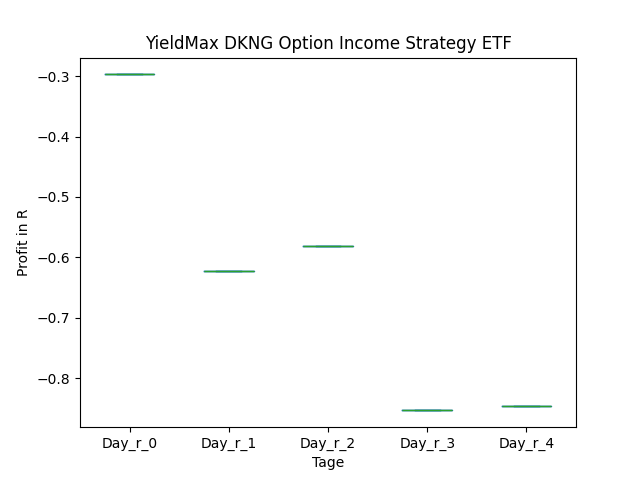 YieldMax DKNG Option Income Strategy ETF
Profit in R
−0.3
−0.4
−0.5
−0.6
−0.7
−0.8
Day_r_0 Day_r_1 Day_r_2 Day_r_3 Day_r_4
Tage